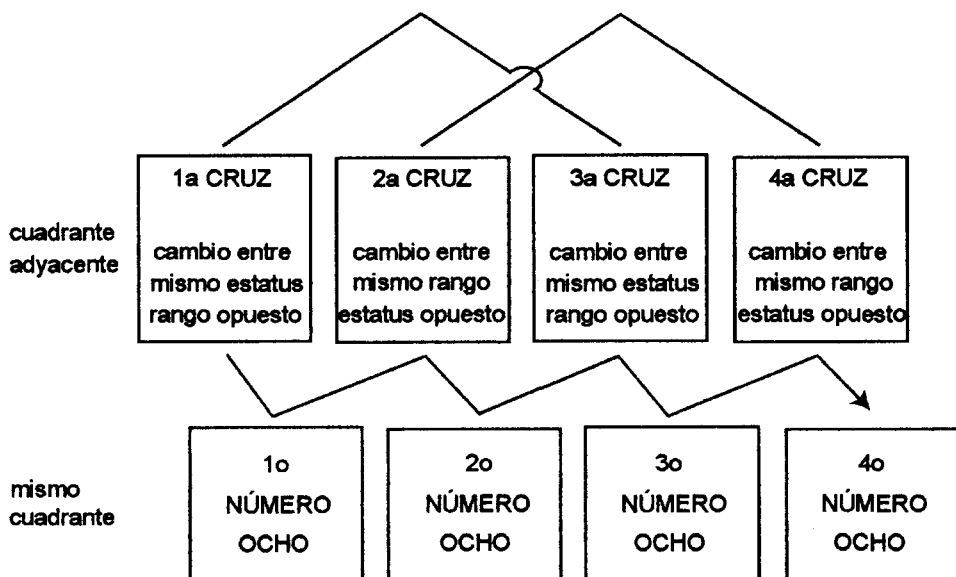 1a CRUZ
2a CRUZ
3a CRUZ
4a CRUZ
cuadrante
adyacente
cambio entre
mismo estatus
rango opuesto
cambio entre
mismo rango
estatus opuesto
cambio entre
mismo estatus
rango opuesto
cambio entre
mismo rango
estatus opuesto
mismo
cuadrante
1o
NÚMERO
OCHO
2o
NÚMERO
OCHO
3o
NÚMERO
OCHO
4o
NÚMERO
OCHO